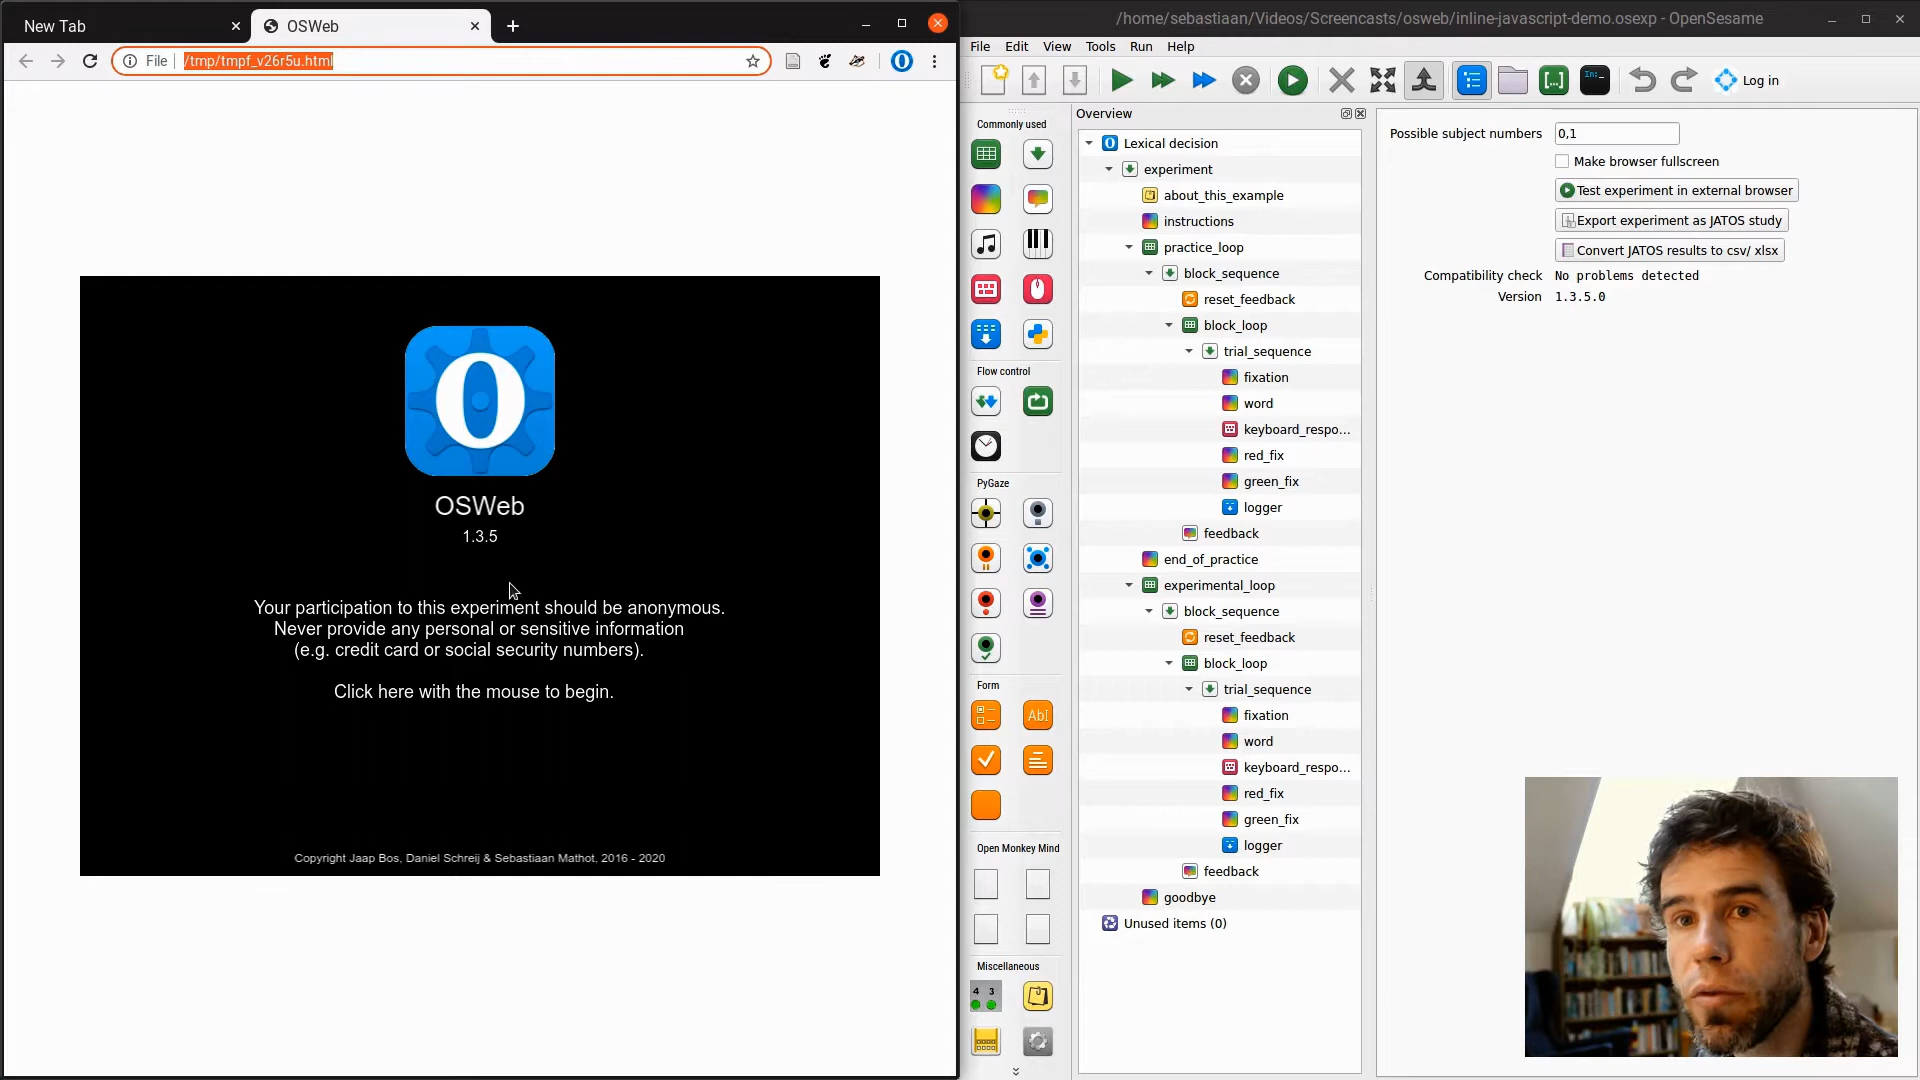 New Tab
OSWeb
File
/tmp/tmpf_v26r5u.html
OSWeb
1.3.5
Your participation to this experiment should be anonymous.
Never provide any personal or sensitive information
(e.g. credit card or social security numbers).
Click here with the mouse to begin.
Copyright Jaap Bos, Daniel Schreij & Sebastiaan Mathot, 2016 - 2020
/home/sebastiaan/Videos/Screencasts/osweb/inline-javascript-demo.osexp - OpenSesame
File Edit View Tools Run Help
Log in
Commonly used
Flow control
PyGaze
Form
AbI
Open Monkey Mind
Miscellaneous
4 3
Overview
Lexical decision
experiment
about_this_example
instructions
practice_loop
block_sequence
reset_feedback
block_loop
trial_sequence
fixation
word
keyboard_respo...
red_fix
green_fix
logger
feedback
end_of_practice
experimental_loop
block_sequence
reset_feedback
block_loop
trial_sequence
fixation
word
keyboard_respo...
red_fix
green_fix
logger
feedback
goodbye
Unused items (0)
Possible subject numbers 0,1
Make browser fullscreen
Test experiment in external browser
Export experiment as JATOS study
Convert JATOS results to csv/ xlsx
Compatibility check No problems detected
Version 1.3.5.0